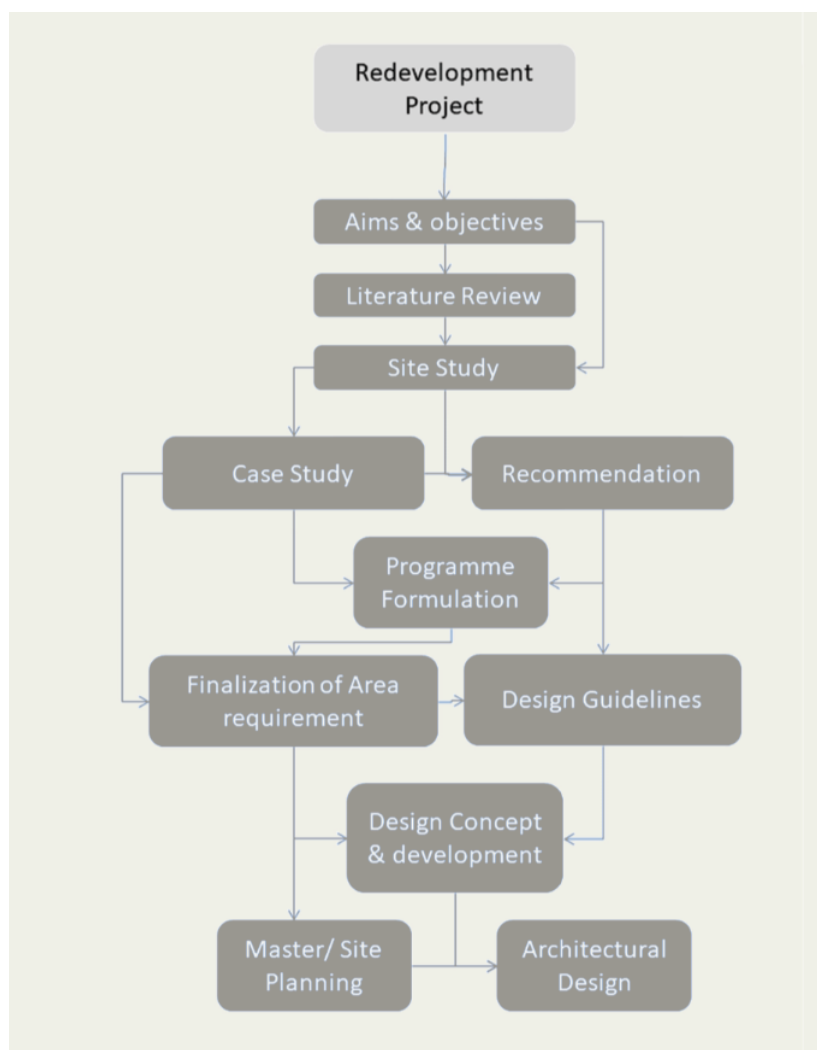 Redevelopment
Project
Aims & objectives
Literature Review
Site Study
Case Study
Recommendation
Programme
Formulation
Finalization of Area
requirement
Design Guidelines
Design Concept
& development
Master/ Site
Planning
Architectural
Design